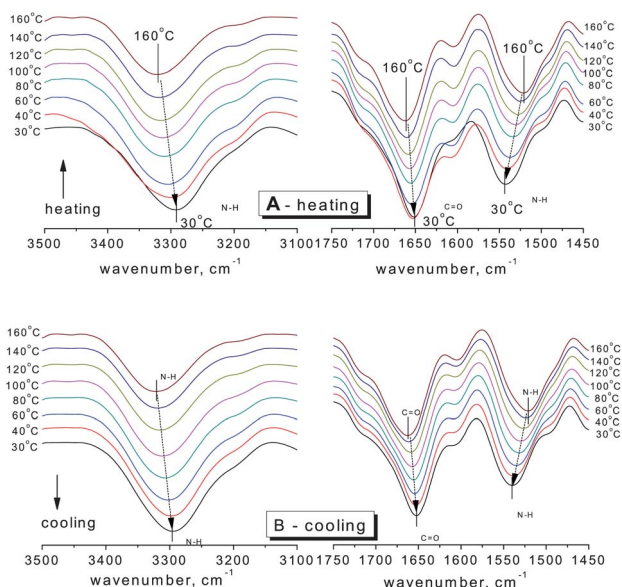 160°C
140°C
120°C
100°C
80°C
60°C
40°C
30°C
160°C
30°C
N-H
heating
3500 3400 3300 3200 3100
wavenumber, cm-1
A - heating
160°C
160°C
30°C
C=O
30°C
N-H
160°C
140°C
120°C
100°C
80°C
60°C
40°C
30°C
1750 1700 1650 1600 1550 1500 1450
wavenumber, cm-1
160°C
140°C
120°C
100°C
80°C
60°C
40°C
30°C
N-H
N-H
cooling
3500 3400 3300 3200 3100
wavenumber, cm-1
B - cooling
C=O
N-H
C=O
N-H
160°C
140°C
120°C
100°C
80°C
60°C
40°C
30°C
1750 1700 1650 1600 1550 1500 1450
wavenumber, cm-1